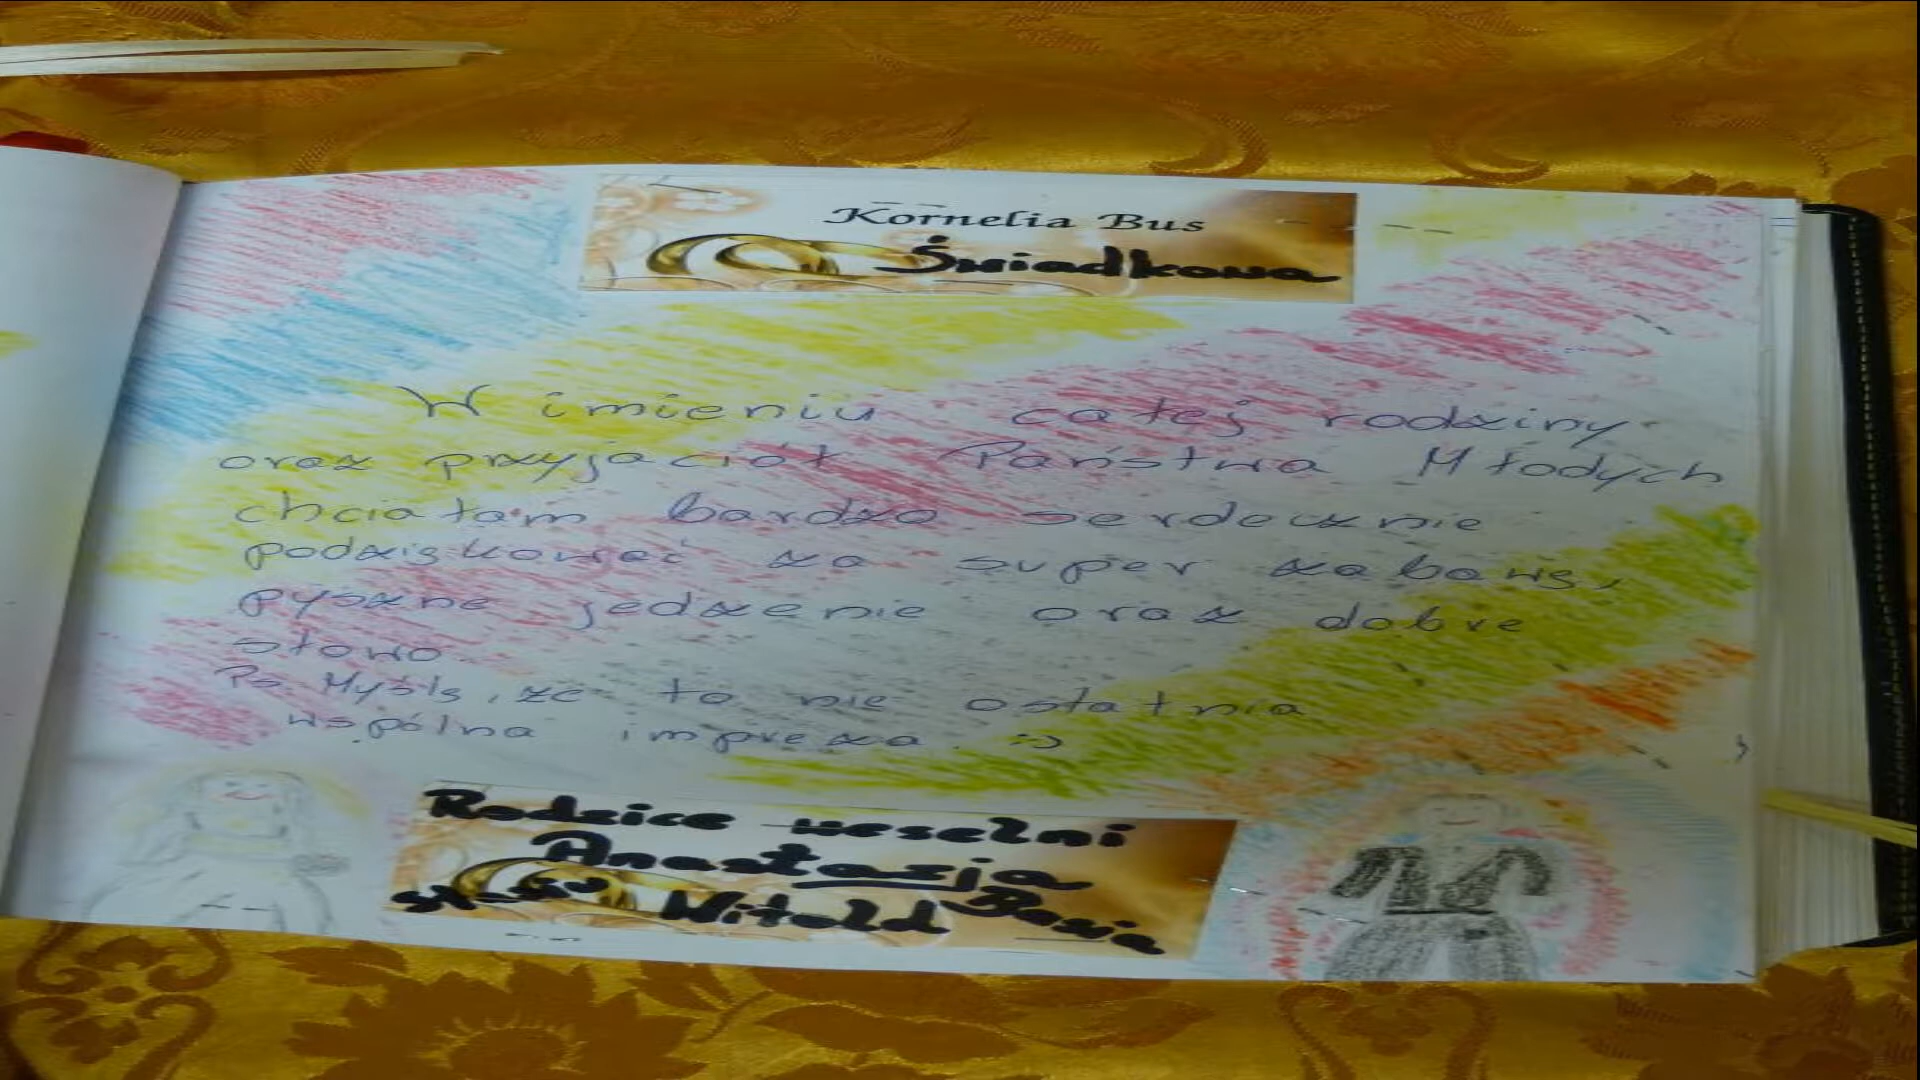 Kornelia Bus
Świadkowa
W imieniu całej rodziny
oraz przyjaciół Państwa Młodych
chciałam bardzo serdecznie
podziękować za super zabawę,
pyszne jedzenie oraz dobre
słowo.
Ps. Myślę, że to nie ostatnia
wspólna impreza. :)
Rodzice weselni
Anastazja
Witold